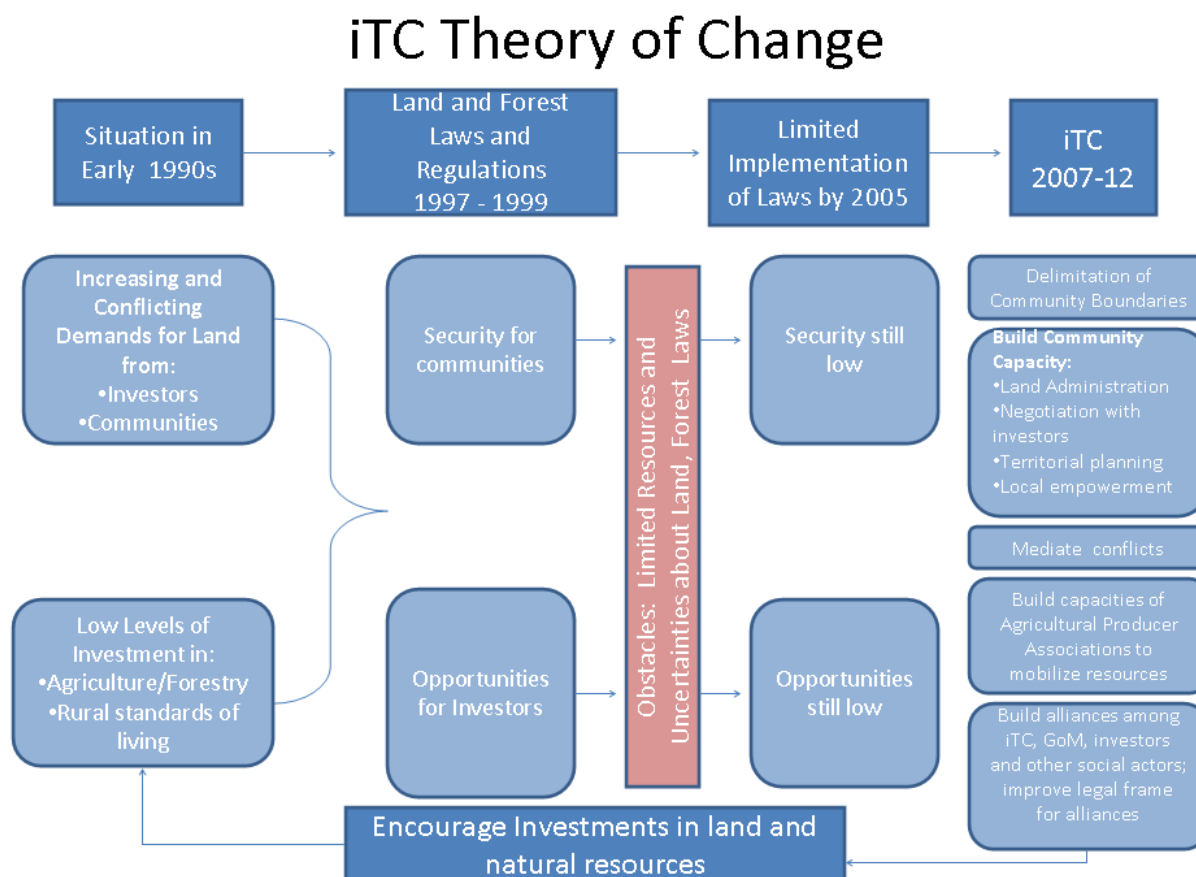 iTC Theory of Change
Situation in
Early 1990s
Land and Forest
Laws and
Regulations
1997 - 1999
Limited
Implementation
of Laws by 2005
iTC
2007-12
Increasing and
Conflicting
Demands for Land
from:
•Investors
•Communities
Low Levels of
Investment in:
•Agriculture/Forestry
•Rural standards of
living
Security for
communities
Opportunities
for Investors
Obstacles: Limited Resources and
Uncertainties about Land, Forest Laws
Security still
low
Opportunities
still low
Delimitation of
Community Boundaries
Build Community
Capacity:
•Land Administration
•Negotiation with
investors
•Territorial planning
•Local empowerment
Mediate conflicts
Build capacities of
Agricultural Producer
Associations to
mobilize resources
Build alliances among
iTC, GoM, investors
and other social actors;
improve legal frame
for alliances
Encourage Investments in land and
natural resources